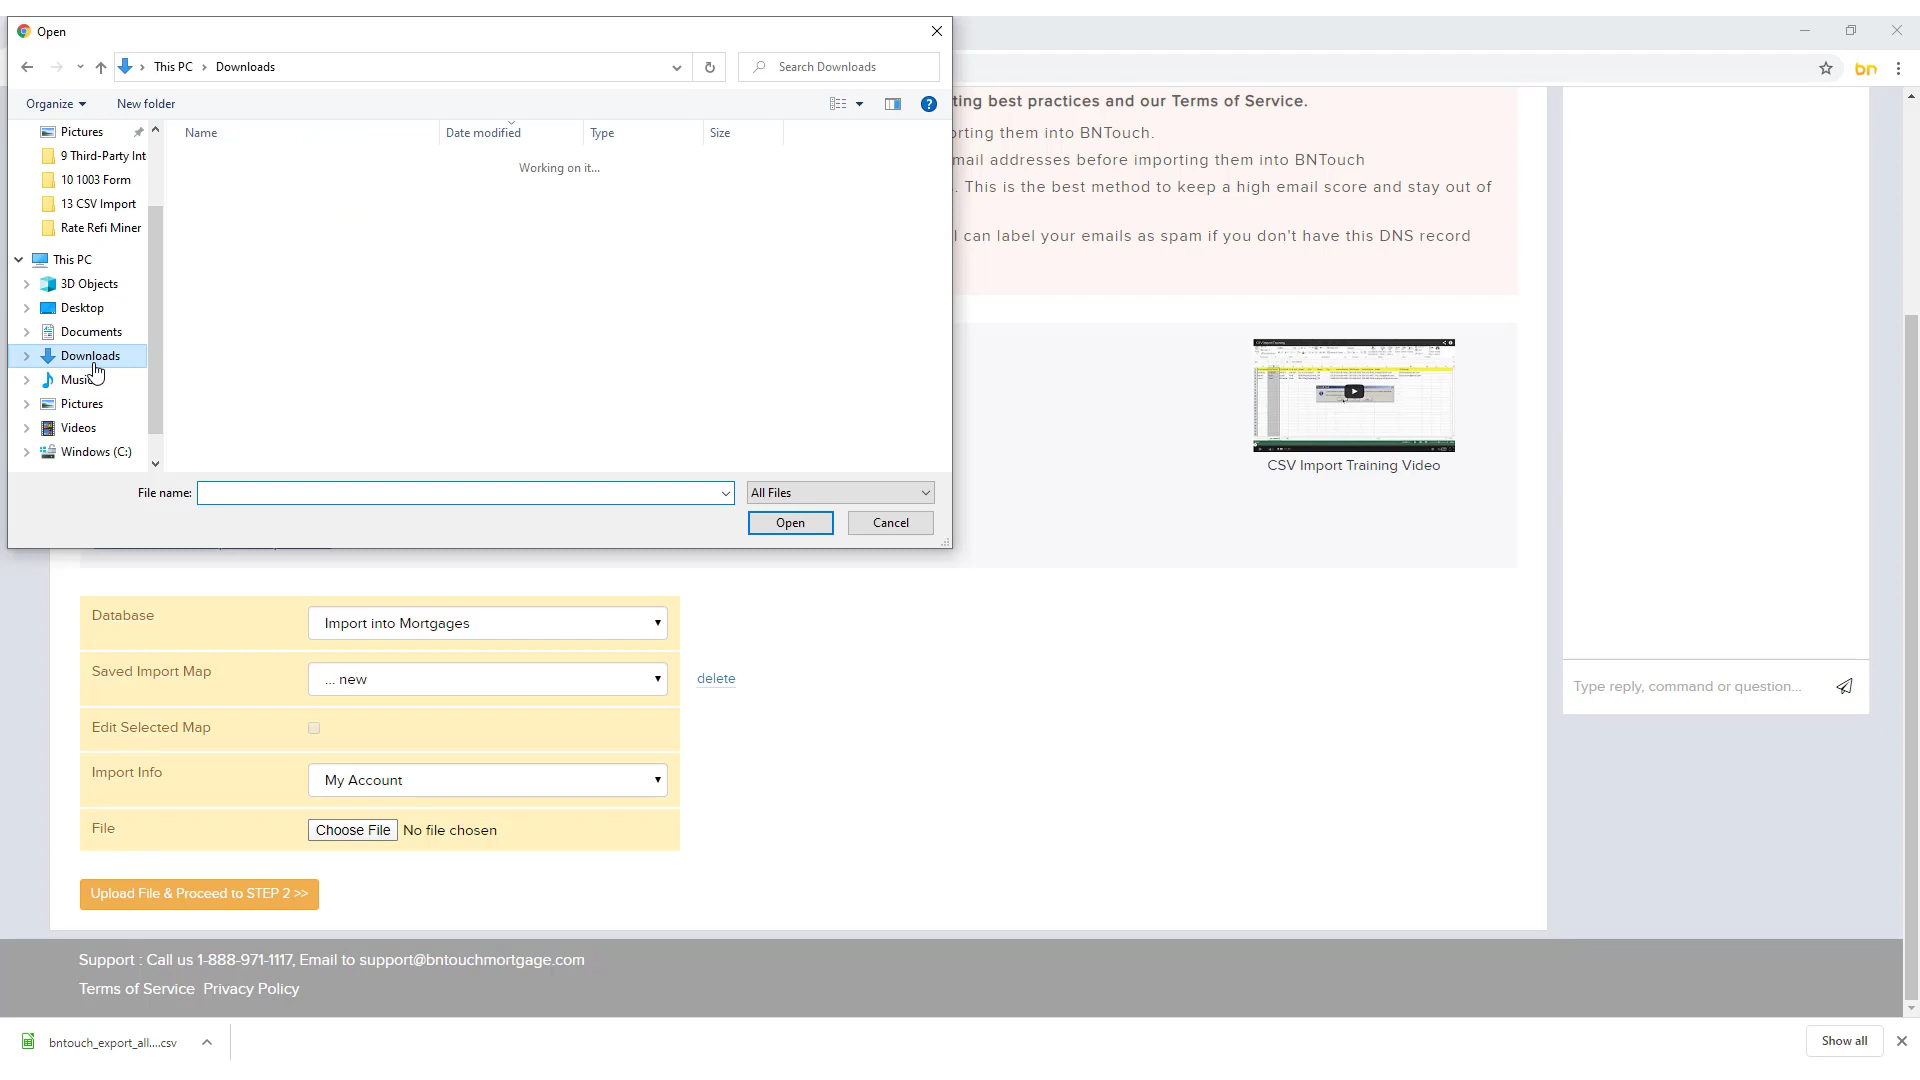 Open
This PC > Downloads
Search Downloads
Organize
New folder
Name
Date modified
Type
Size
Working on it...
Pictures
9 Third-Party Int
10 1003 Form
13 CSV Import
Rate Refi Miner
This PC
3D Objects
Desktop
Documents
Downloads
Music
Pictures
Videos
Windows (C:)
File name:
All Files
Open
Cancel
bn
ting best practices and our Terms of Service.
orting them into BNTouch.
mail addresses before importing them into BNTouch
. This is the best method to keep a high email score and stay out of
l can label your emails as spam if you don't have this DNS record
CSV Import Training Video
Database
Import into Mortgages
Saved Import Map
... new
delete
Edit Selected Map
Import Info
My Account
File
Choose File No file chosen
Upload File & Proceed to STEP 2 >>
Type reply, command or question...
Support : Call us 1-888-971-1117, Email to support@bntouchmortgage.com
Terms of Service Privacy Policy
bntouch_export_all....csv
Show all